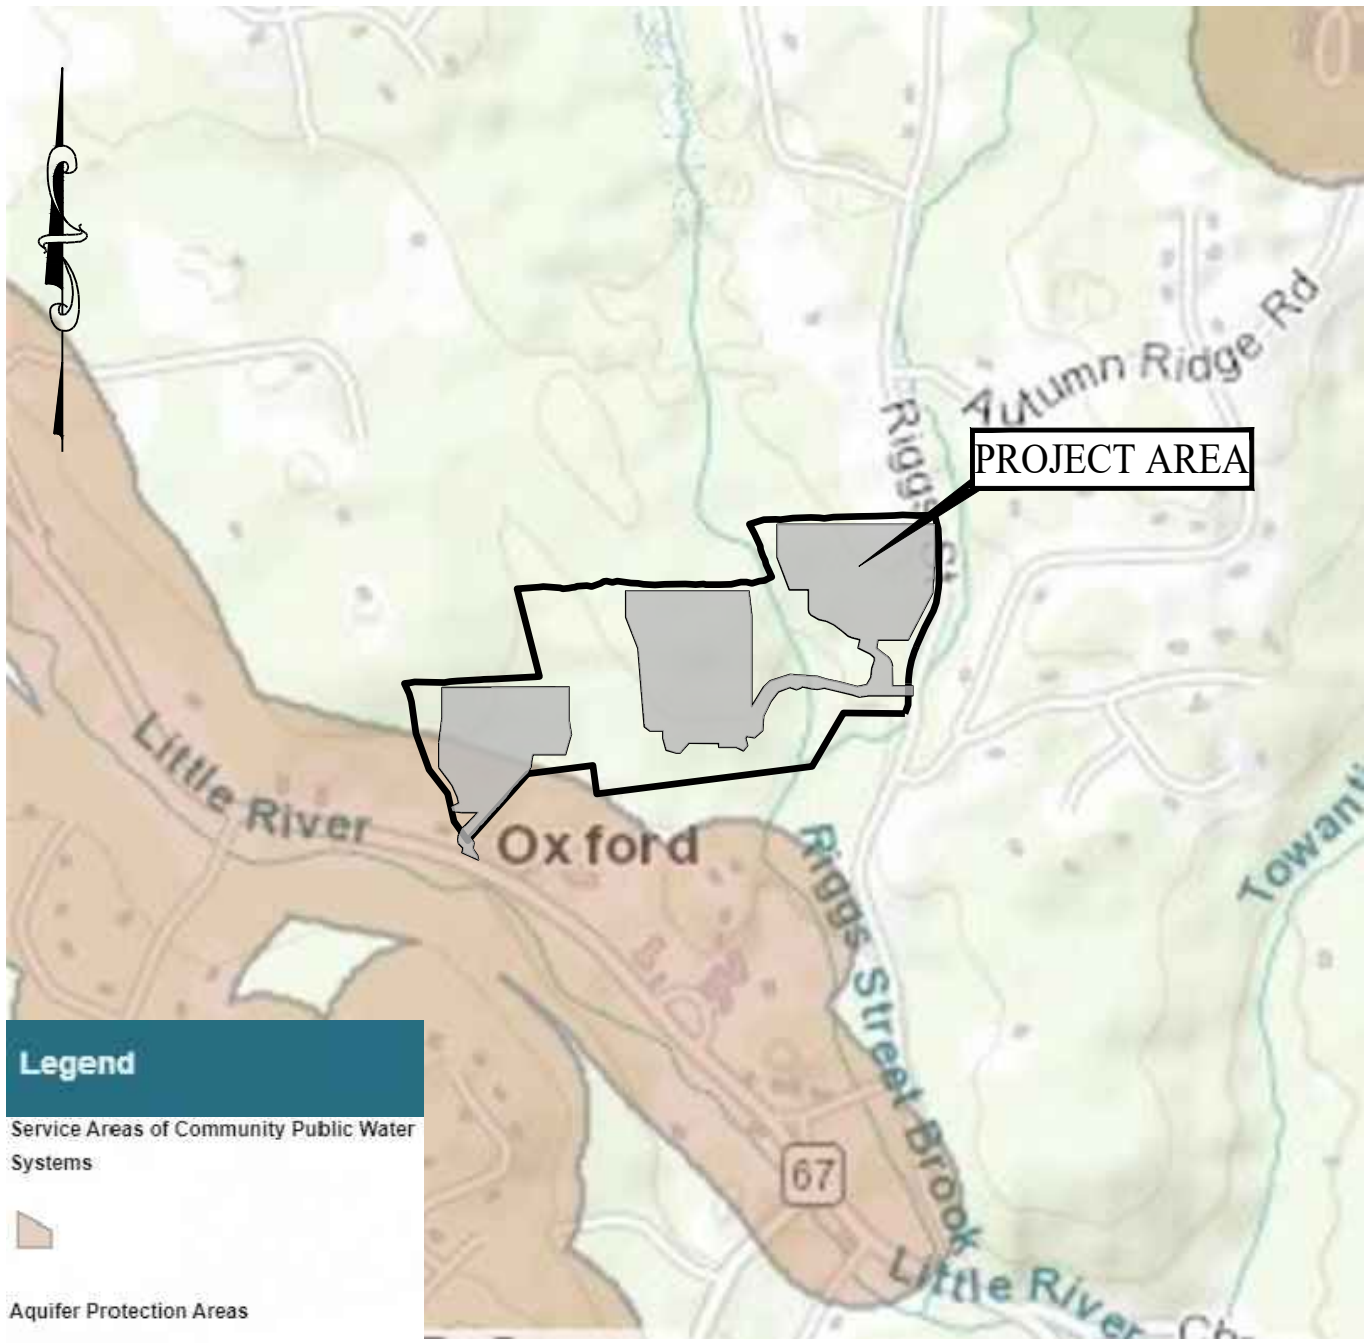 Autumn Ridge Rd
Riggs St
PROJECT AREA
Little River
Oxford
Riggs Street Brook
67
Little River
Legend
Service Areas of Community Public Water
Systems
Aquifer Protection Areas